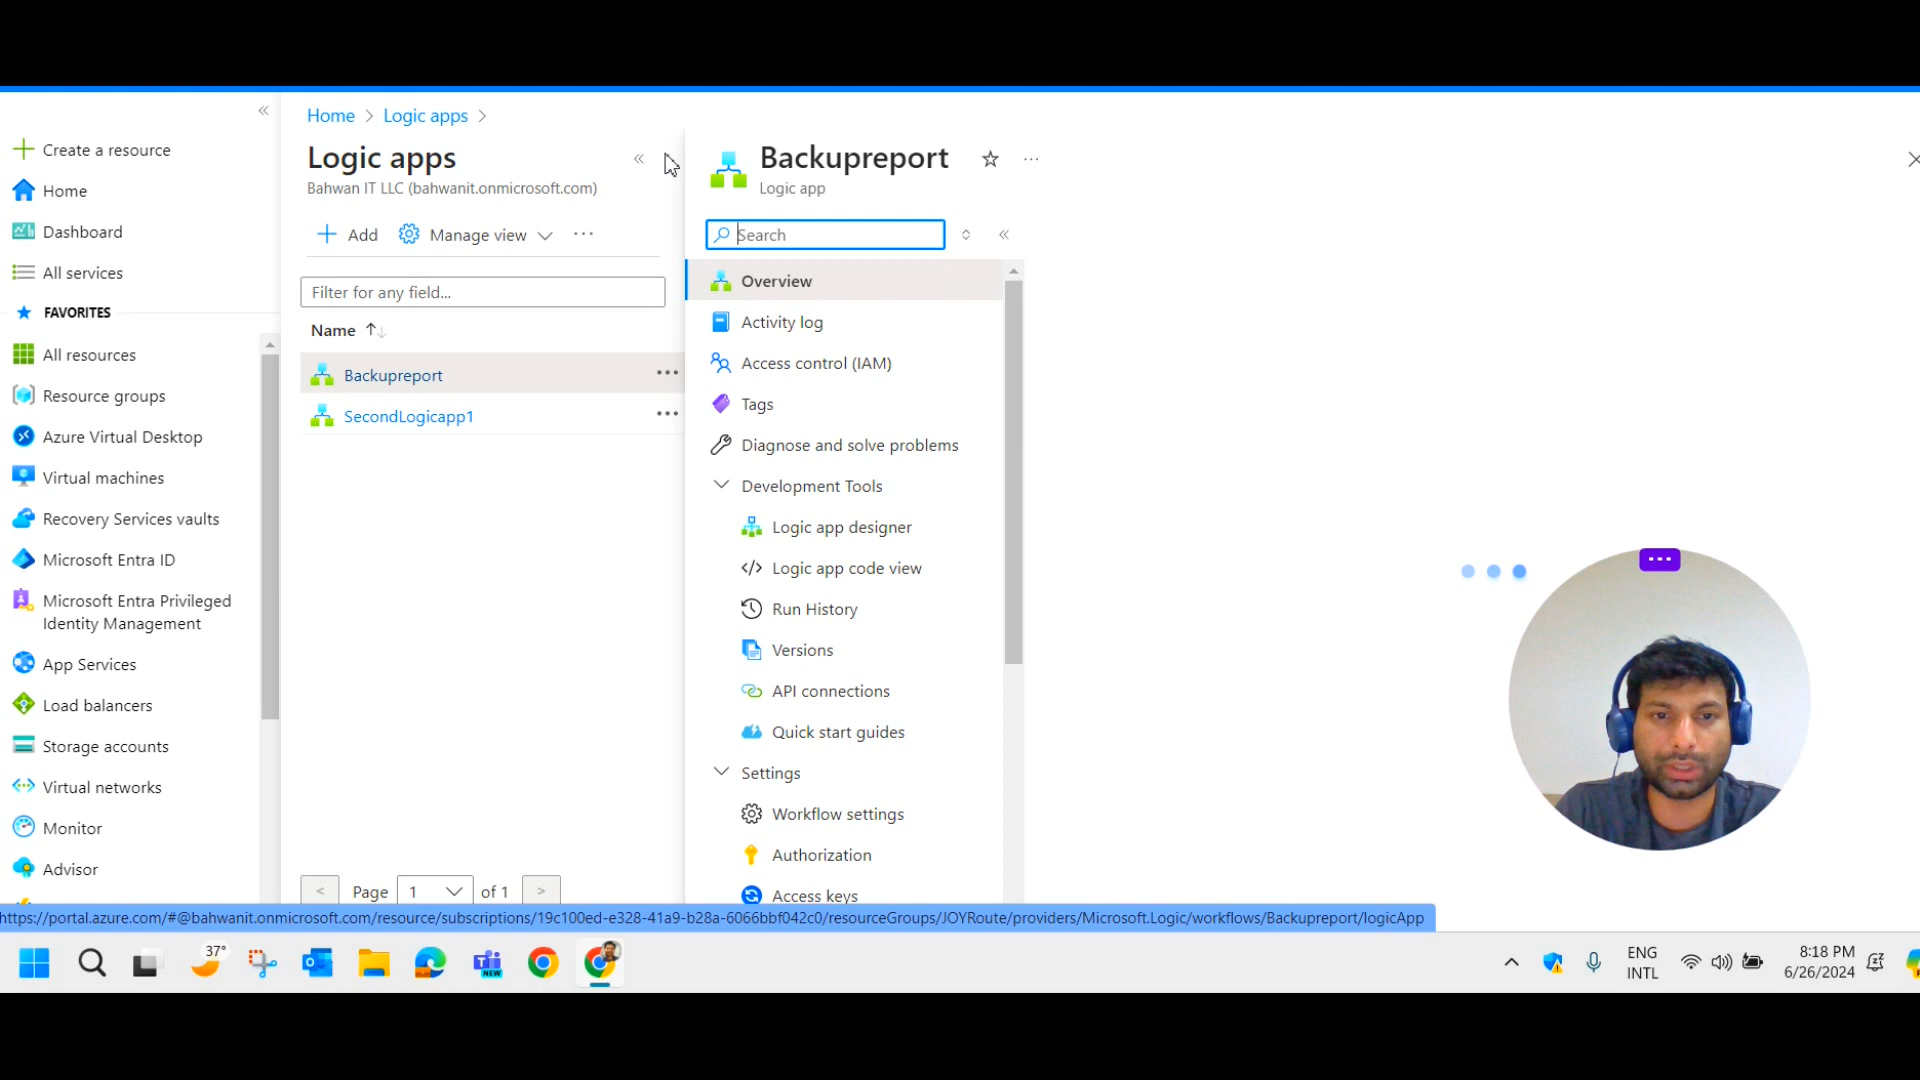 Home > Logic apps >
Create a resource
Home
Dashboard
All services
FAVORITES
All resources
Resource groups
Azure Virtual Desktop
Virtual machines
Recovery Services vaults
Microsoft Entra ID
Microsoft Entra Privileged
Identity Management
App Services
Load balancers
Storage accounts
Virtual networks
Monitor
Advisor
Logic apps
Bahwan IT LLC (bahwanit.onmicrosoft.com)
Add
Manage view
Filter for any field...
Name
Backupreport
SecondLogicapp1
< Page 1 of 1 >
Backupreport
Logic app
Search
Overview
Activity log
Access control (IAM)
Tags
Diagnose and solve problems
Development Tools
Logic app designer
Logic app code view
Run History
Versions
API connections
Quick start guides
Settings
Workflow settings
Authorization
Access keys
https://portal.azure.com/#@bahwanit.onmicrosoft.com/resource/subscriptions/19c100ed-e328-41a9-b28a-6066bbf042c0/resourceGroups/JOYRoute/providers/Microsoft.Logic/workflows/Backupreport/logicApp
37°
NEW
ENG
INTL
8:18 PM
6/26/2024